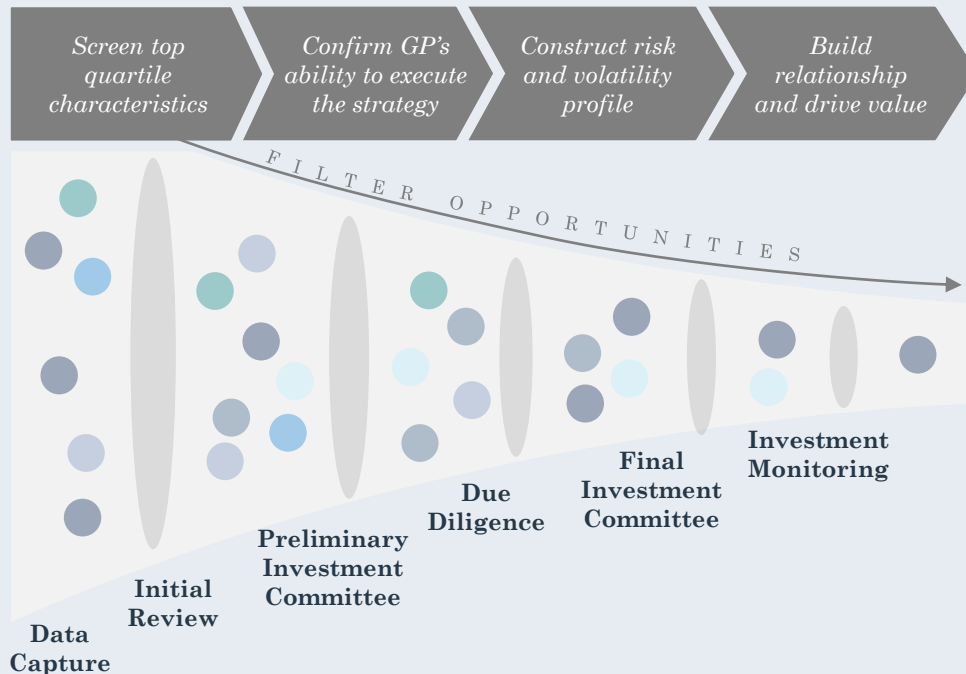 Screen top
quartile
characteristics
Confirm GP's
ability to execute
the strategy
Construct risk
and volatility
profile
Build
relationship
and drive value
FILTER OPPORTUNITIES
Data
Capture
Initial
Review
Preliminary
Investment
Committee
Due
Diligence
Final
Investment
Committee
Investment
Monitoring